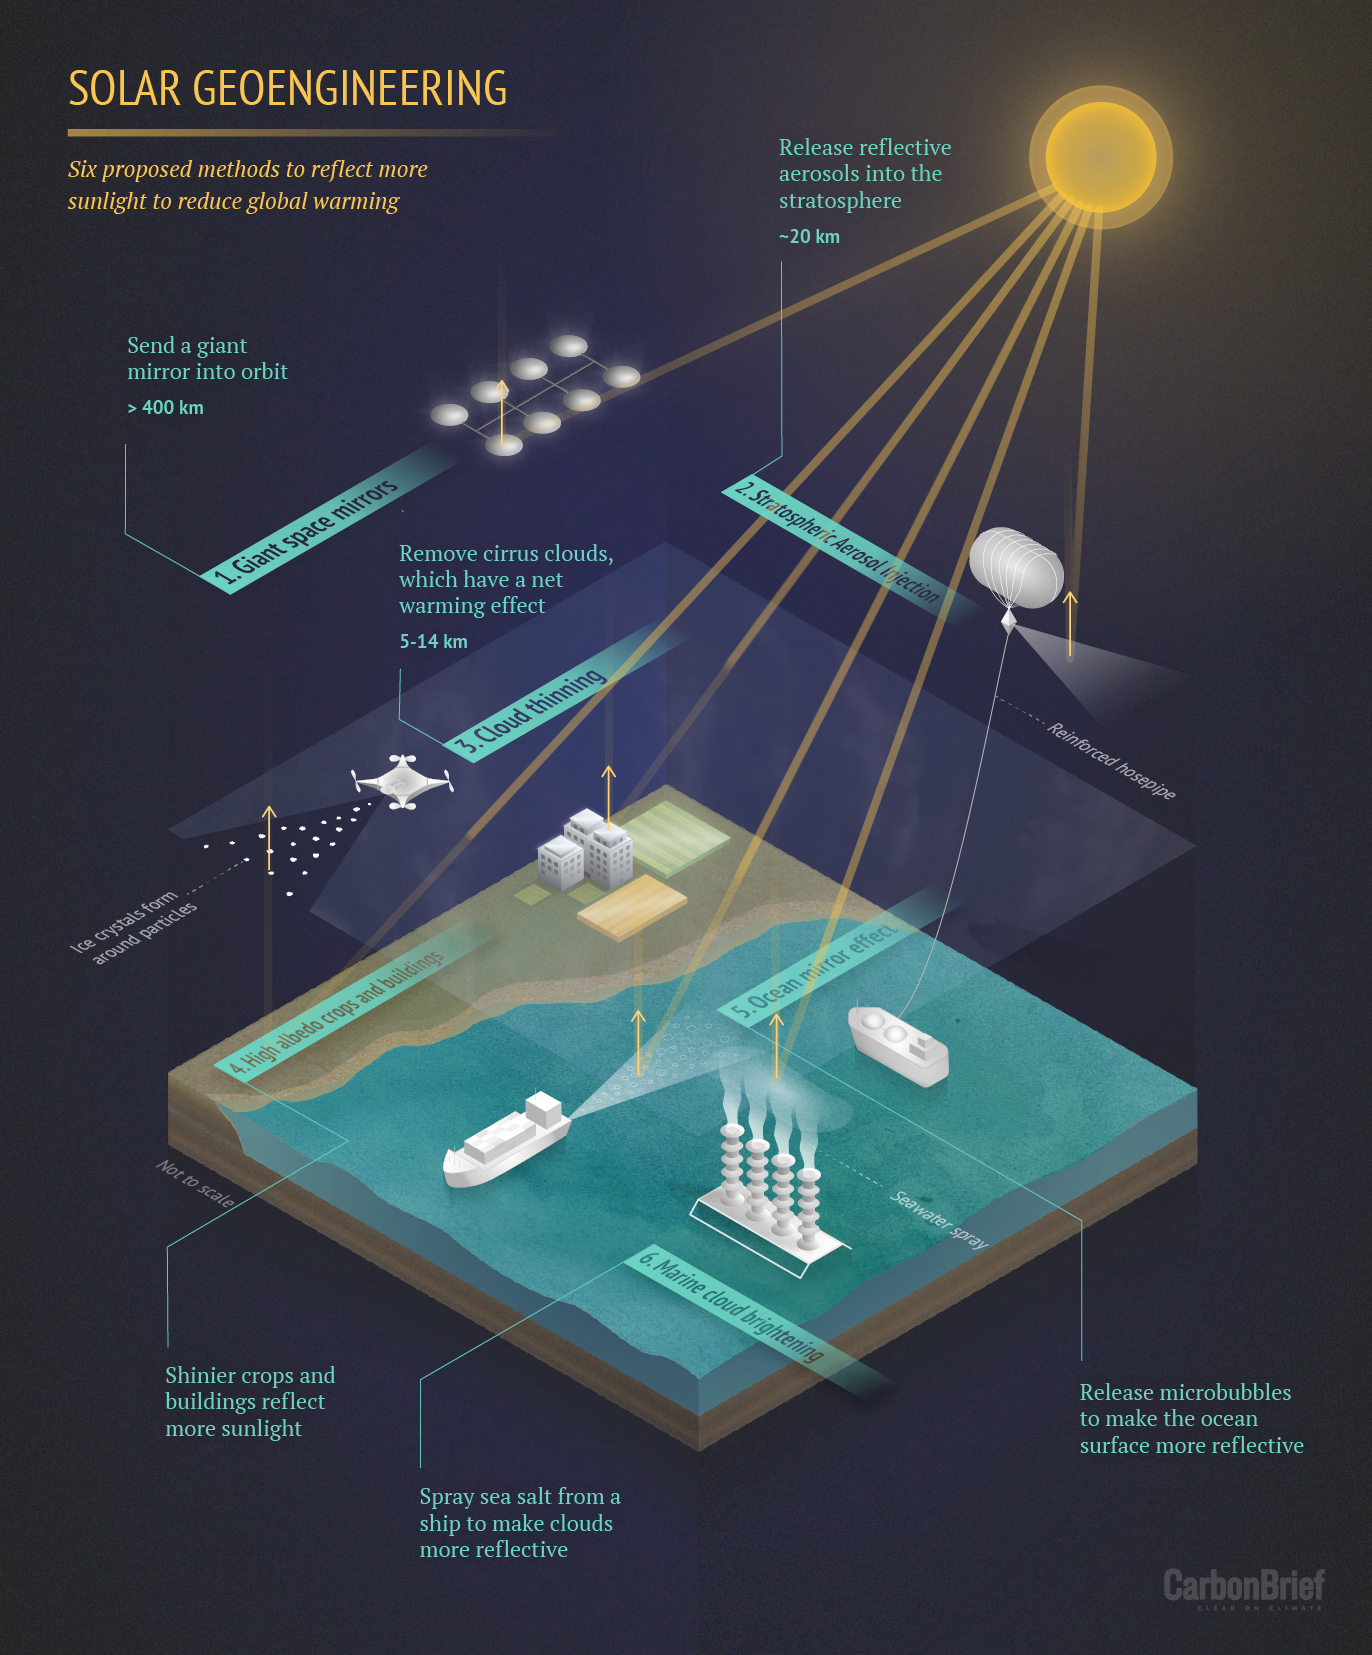 SOLAR GEOENGINEERING
Six proposed methods to reflect more
sunlight to reduce global warming
Release reflective
aerosols into the
stratosphere
~20 km
Send a giant
mirror into orbit
> 400 km
1. Giant space mirrors
2. Stratospheric Aerosol Injection
Remove cirrus clouds,
which have a net
warming effect
5-14 km
3. Cloud thinning
Reinforced hosepipe
Ice crystals form
around particles
4. High albedo crops and buildings
5. Ocean mirror effect
Not to scale
Seawater spray
6. Marine cloud brightening
Shinier crops and
buildings reflect
more sunlight
Release microbubbles
to make the ocean
surface more reflective
Spray sea salt from a
ship to make clouds
more reflective
CarbonBrief
CLEAR ON CLIMATE